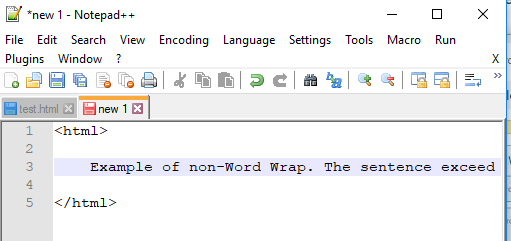 *new 1 - Notepad++
File Edit Search View Encoding Language Settings Tools Macro Run
Plugins Window ? X
test.html new 1
1 <html>
2
3 Example of non-Word Wrap. The sentence exceed
4
5 </html>